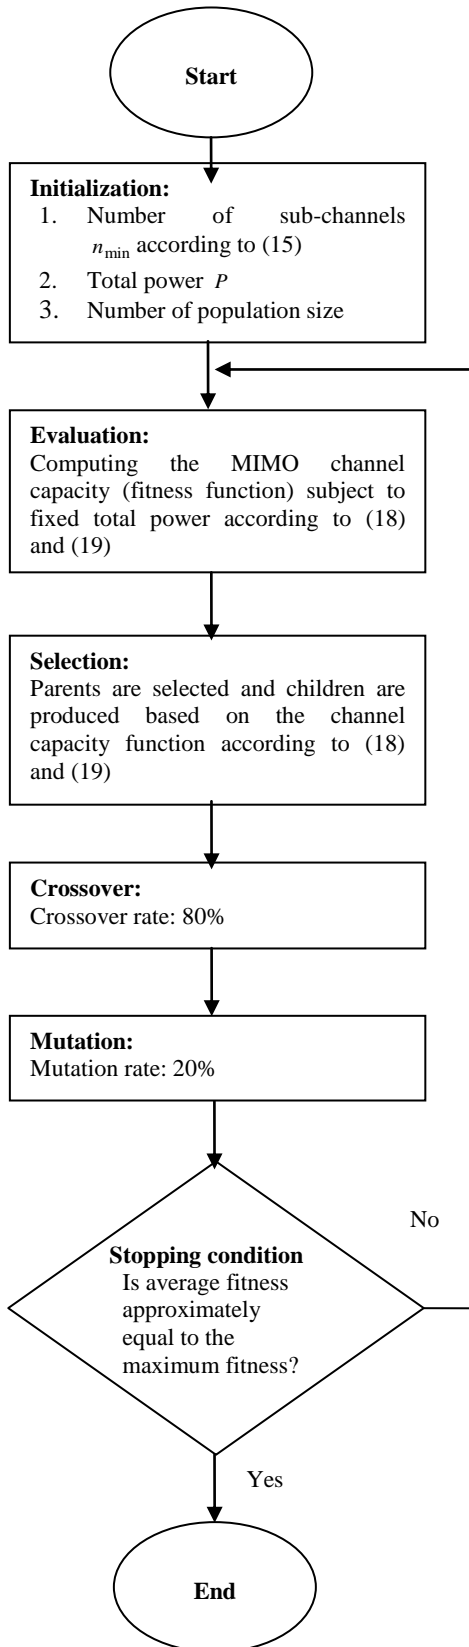 Start
Initialization:
1. Number of sub-channels
n_min according to (15)
2. Total power P
3. Number of population size
Evaluation:
Computing the MIMO channel
capacity (fitness function) subject to
fixed total power according to (18)
and (19)
Selection:
Parents are selected and children are
produced based on the channel
capacity function according to (18)
and (19)
Crossover:
Crossover rate: 80%
Mutation:
Mutation rate: 20%
No
Stopping condition
Is average fitness
approximately
equal to the
maximum fitness?
Yes
End